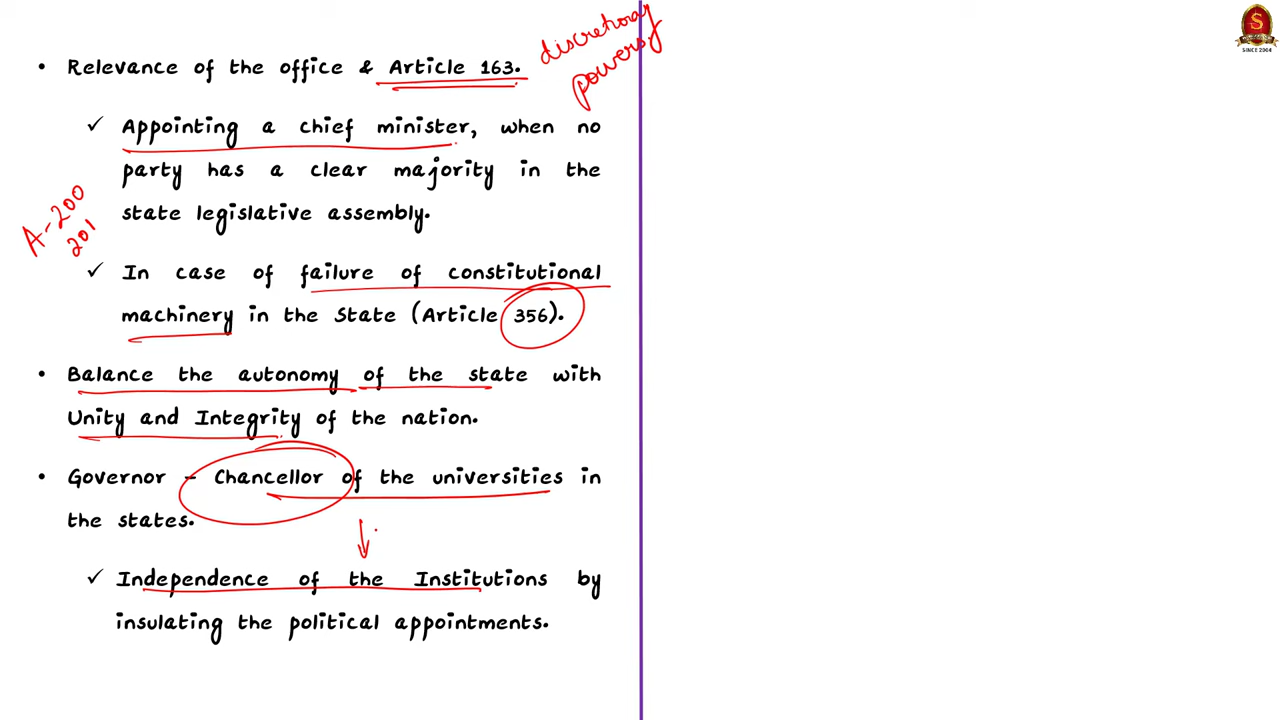 • Relevance of the office & Article 163.
discretionary
powers
✓ Appointing a chief minister, when no
party has a clear majority in the
state legislative assembly.
A-200
201
✓ In case of failure of constitutional
machinery in the State (Article 356).
• Balance the autonomy of the state with
Unity and Integrity of the nation.
• Governor - Chancellor of the universities in
the states.
✓ Independence of the Institutions by
insulating the political appointments.
S
SINCE 2004